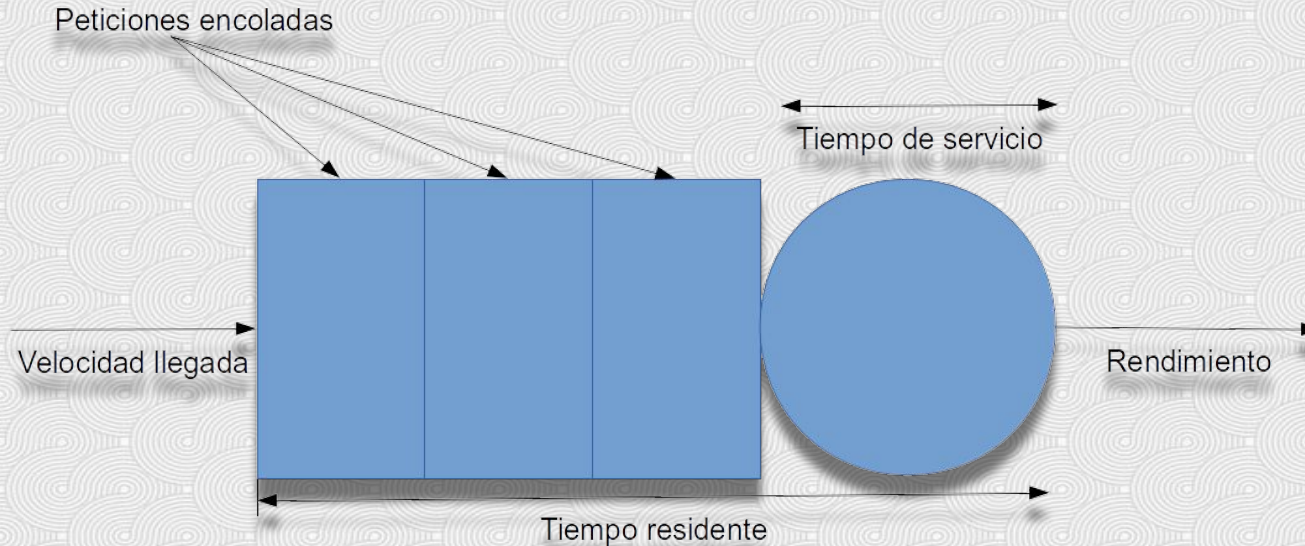 Peticiones encoladas
Tiempo de servicio
Velocidad llegada
Rendimiento
Tiempo residente